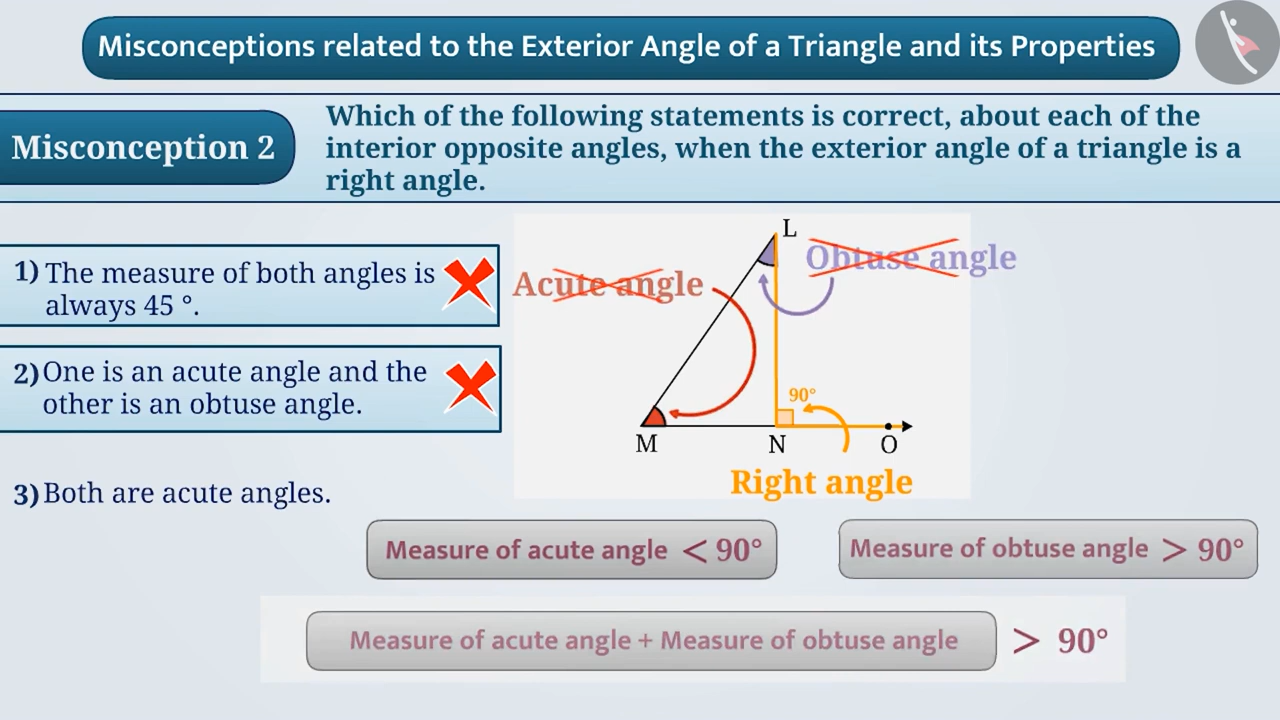 Misconceptions related to the Exterior Angle of a Triangle and its Properties
Misconception 2
Which of the following statements is correct, about each of the
interior opposite angles, when the exterior angle of a triangle is a
right angle.
1) The measure of both angles is
always 45 °.
2) One is an acute angle and the
other is an obtuse angle.
3) Both are acute angles.
L
Obtuse angle
Acute angle
90°
M
N
O
Right angle
Measure of acute angle < 90°
Measure of obtuse angle > 90°
Measure of acute angle + Measure of obtuse angle > 90°